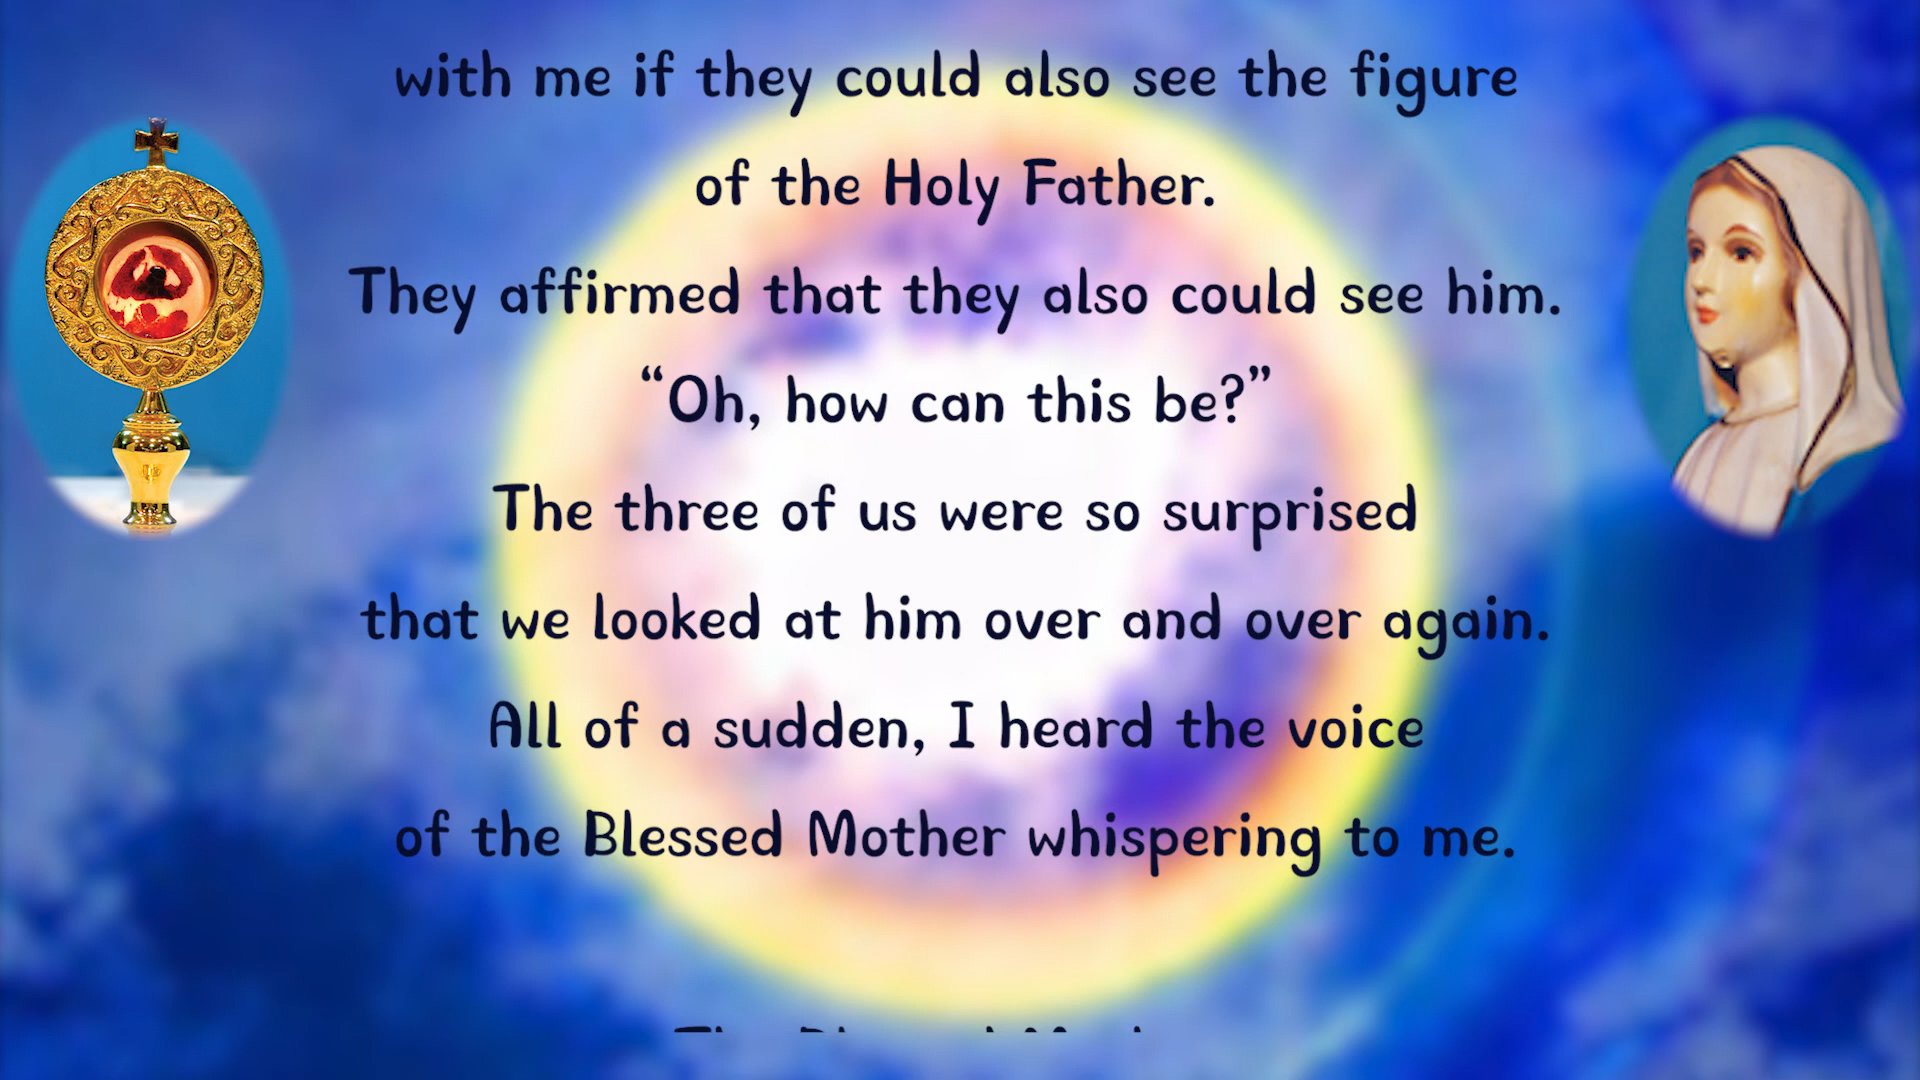 with me if they could also see the figure
of the Holy Father.
They affirmed that they also could see him.
“Oh, how can this be?”
The three of us were so surprised
that we looked at him over and over again.
All of a sudden, I heard the voice
of the Blessed Mother whispering to me.